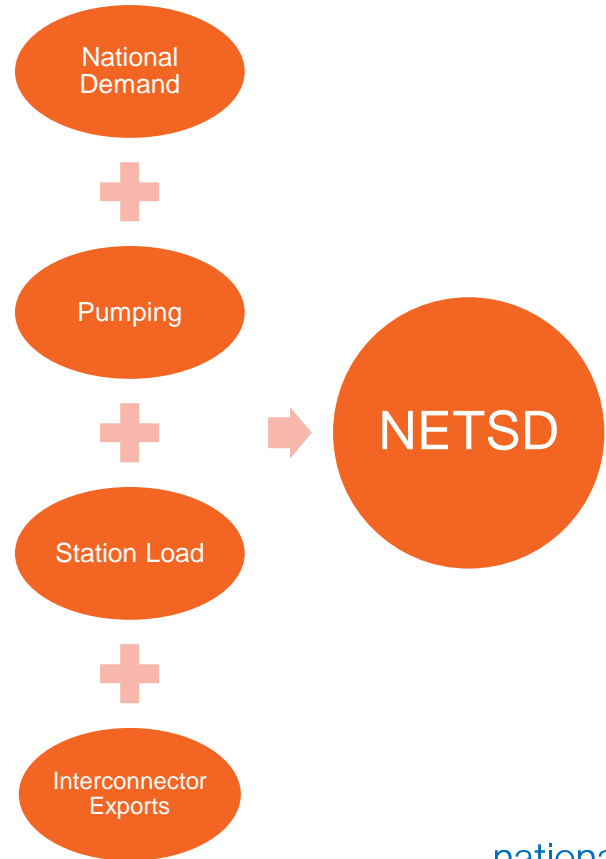 National
Demand
Pumping
Station Load
Interconnector
Exports
NETSD